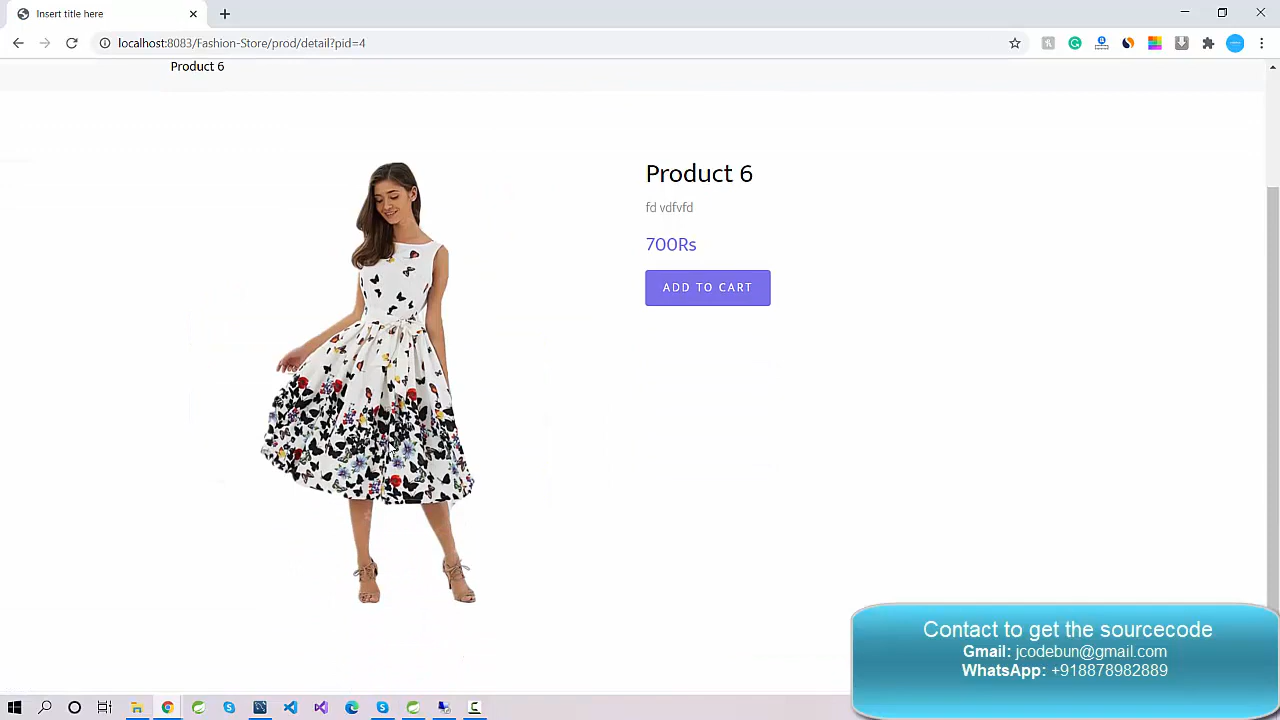 Insert title here
localhost:8083/Fashion-Store/prod/detail?pid=4
Product 6
Product 6
fd vdfvfd
700Rs
ADD TO CART
Contact to get the sourcecode
Gmail: jcodebun@gmail.com
WhatsApp: +918878982889